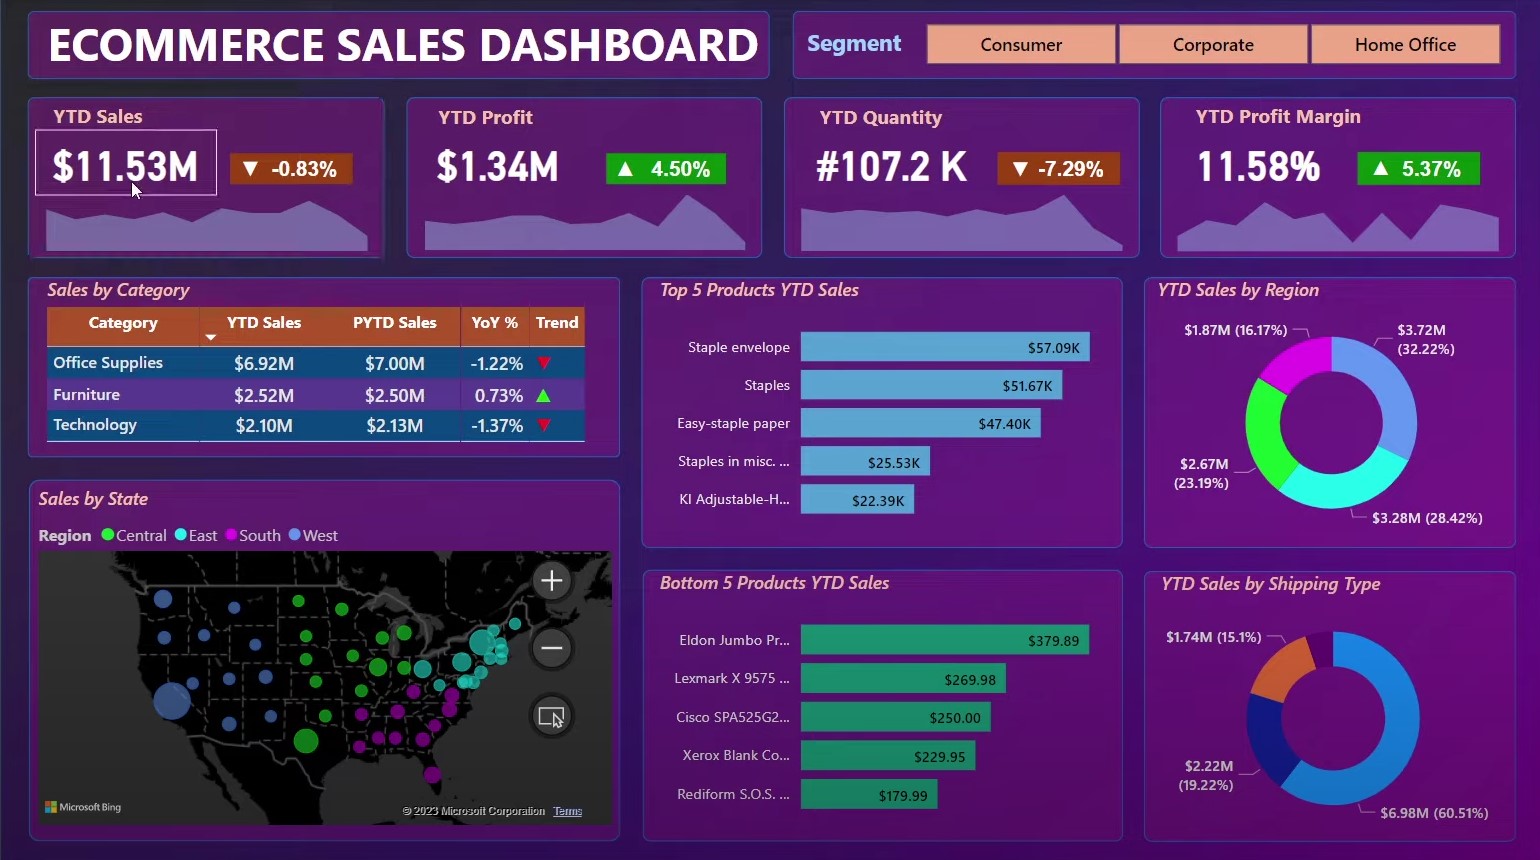 ECOMMERCE SALES DASHBOARD
Segment
Consumer
Corporate
Home Office
YTD Sales
$11.53M
▼ -0.83%
YTD Profit
$1.34M
▲ 4.50%
YTD Quantity
#107.2 K
▼ -7.29%
YTD Profit Margin
11.58%
▲ 5.37%
Sales by Category
Category YTD Sales PYTD Sales YoY % Trend
Office Supplies $6.92M $7.00M -1.22% ▼
Furniture $2.52M $2.50M 0.73% ▲
Technology $2.10M $2.13M -1.37% ▼
Top 5 Products YTD Sales
Staple envelope $57.09K
Staples $51.67K
Easy-staple paper $47.40K
Staples in misc. ... $25.53K
KI Adjustable-H... $22.39K
YTD Sales by Region
$1.87M (16.17%)
$3.72M
(32.22%)
$2.67M
(23.19%)
$3.28M (28.42%)
Sales by State
Region Central East South West
Microsoft Bing
© 2023 Microsoft Corporation Terms
Bottom 5 Products YTD Sales
Eldon Jumbo Pr... $379.89
Lexmark X 9575 ... $269.98
Cisco SPA525G2... $250.00
Xerox Blank Co... $229.95
Rediform S.O.S. ... $179.99
YTD Sales by Shipping Type
$1.74M (15.1%)
$2.22M
(19.22%)
$6.98M (60.51%)